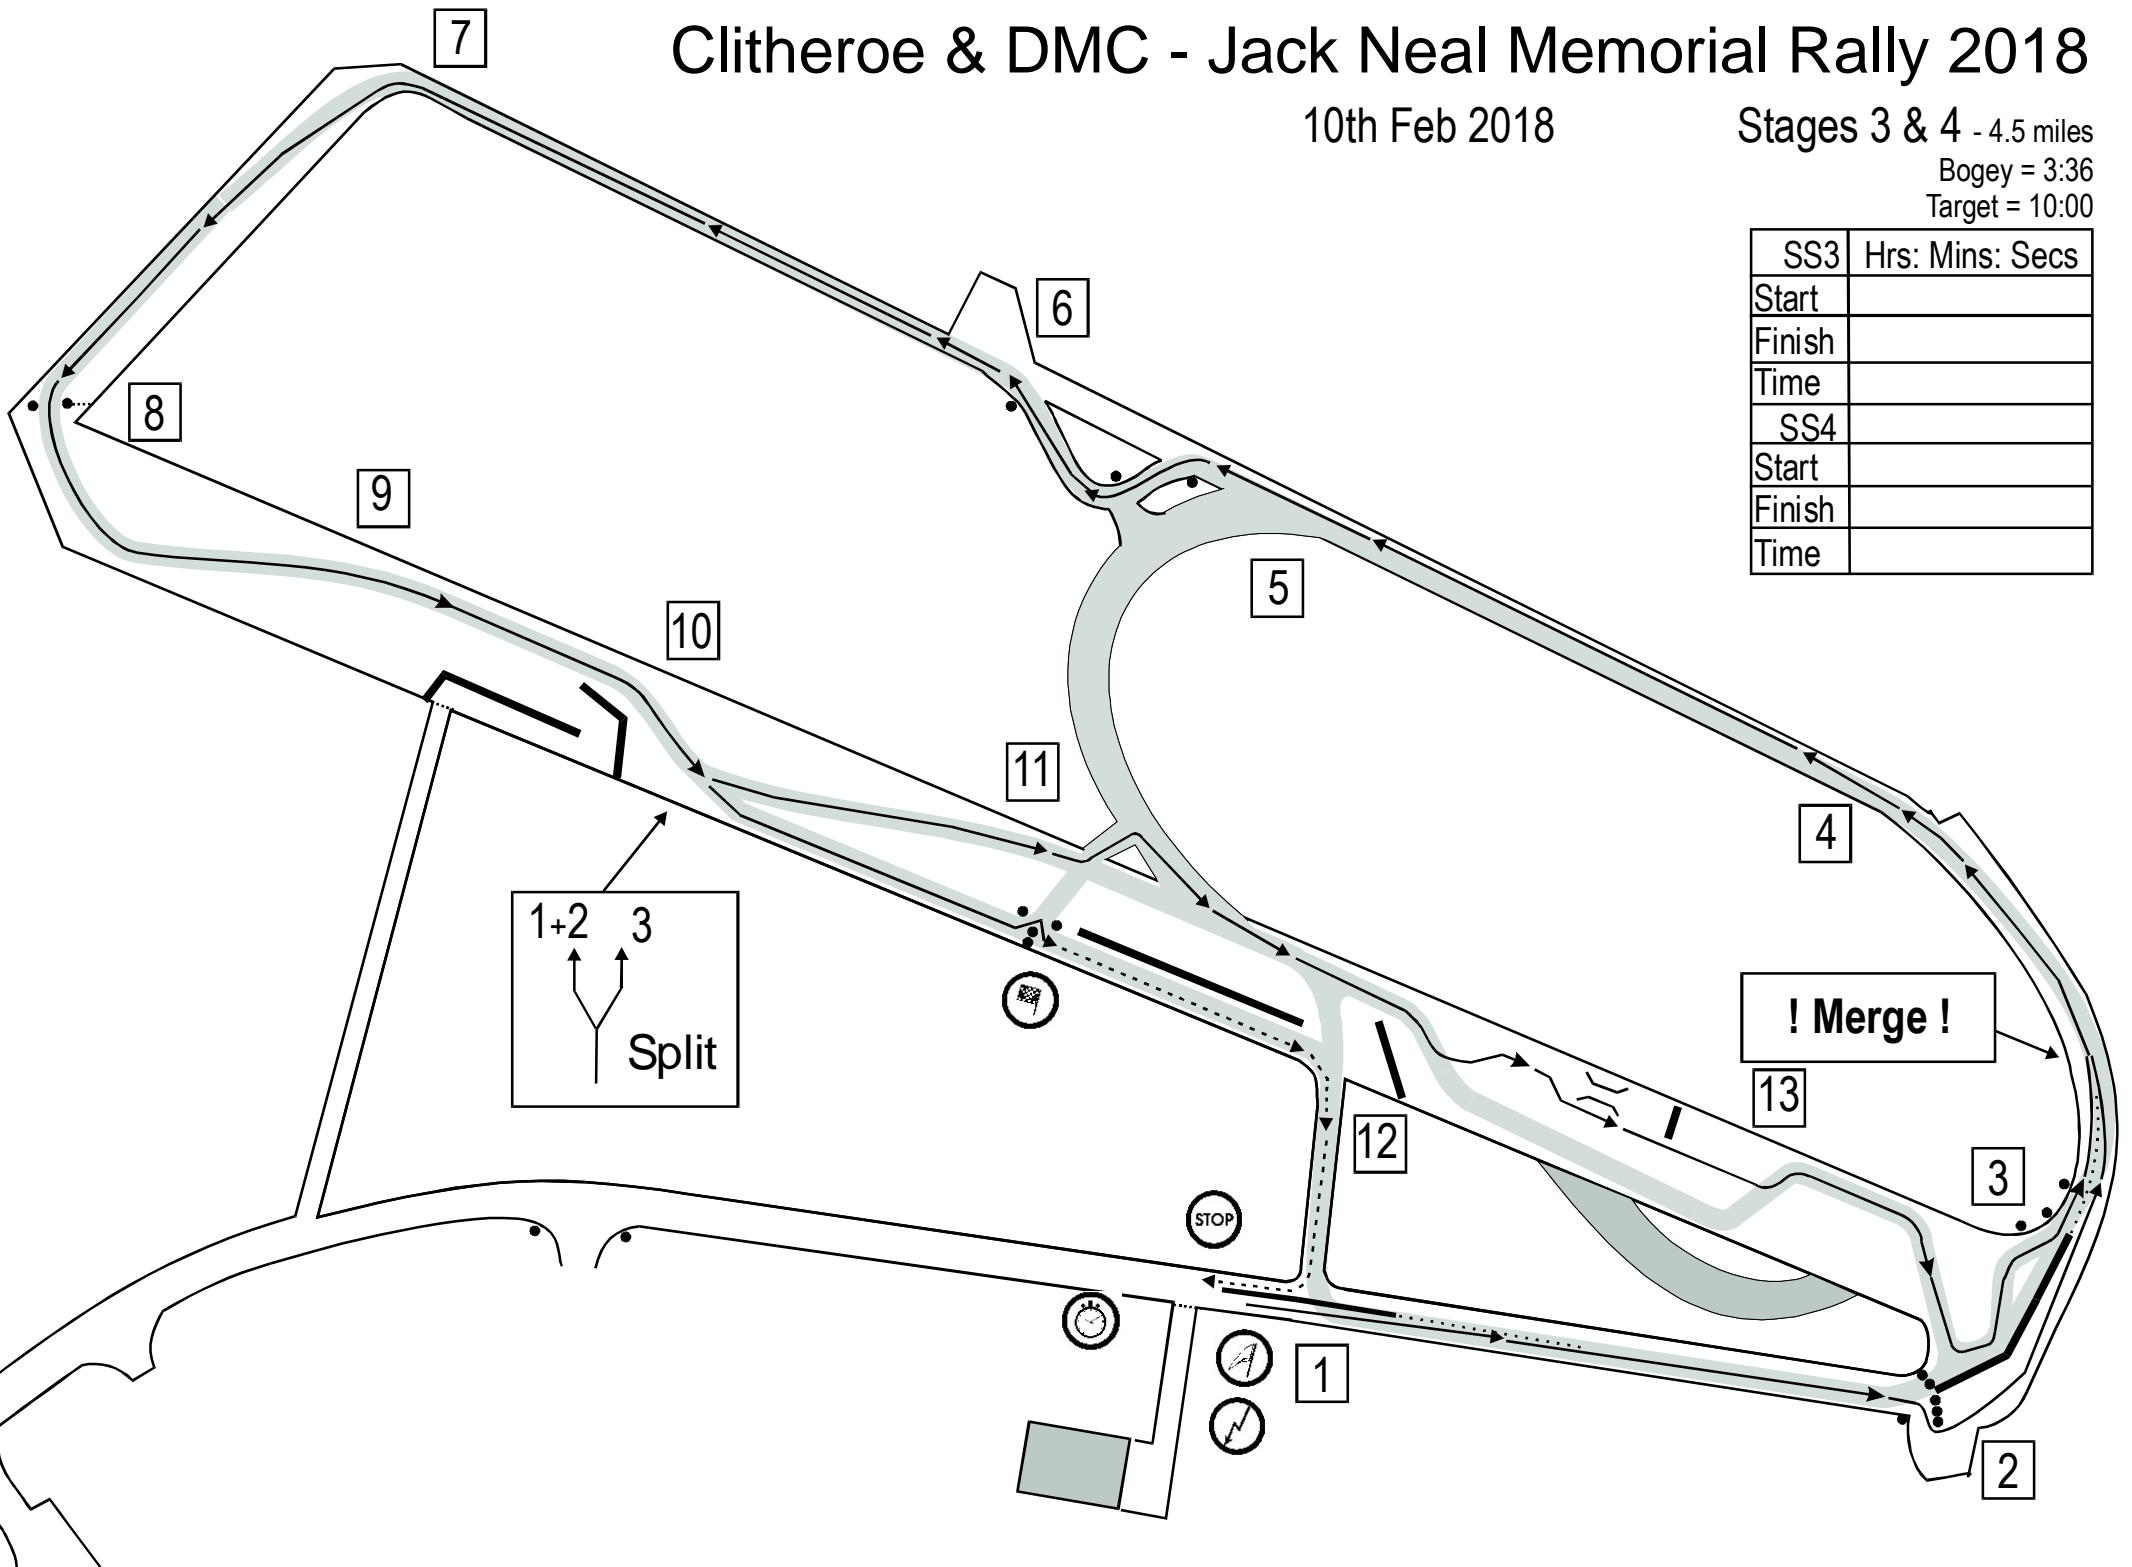 Clitheroe & DMC - Jack Neal Memorial Rally 2018
10th Feb 2018
Stages 3 & 4 - 4.5 miles
Bogey = 3:36
Target = 10:00
SS3 Hrs: Mins: Secs
Start
Finish
Time
SS4
Start
Finish
Time
7
6
8
9
5
10
11
4
1+2 3
Split
! Merge !
13
12
3
STOP
1
2